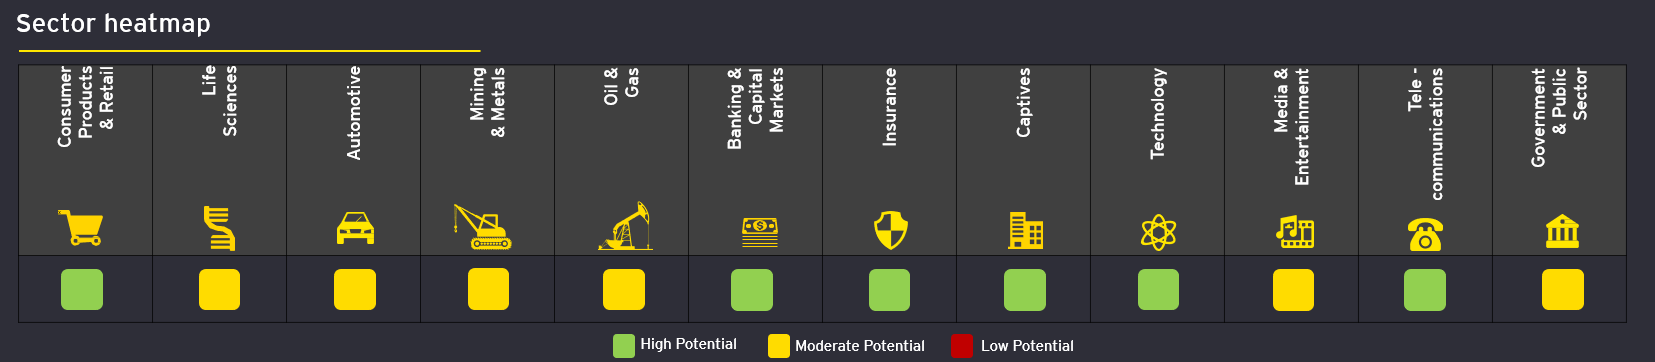 Sector heatmap
Consumer
Products
& Retail
Life
Sciences
Automotive
Mining
& Metals
Oil &
Gas
Banking &
Capital
Markets
Insurance
Captives
Technology
Media &
Entertainment
Tele -
communications
Government
& Public
Sector
High Potential
Moderate Potential
Low Potential